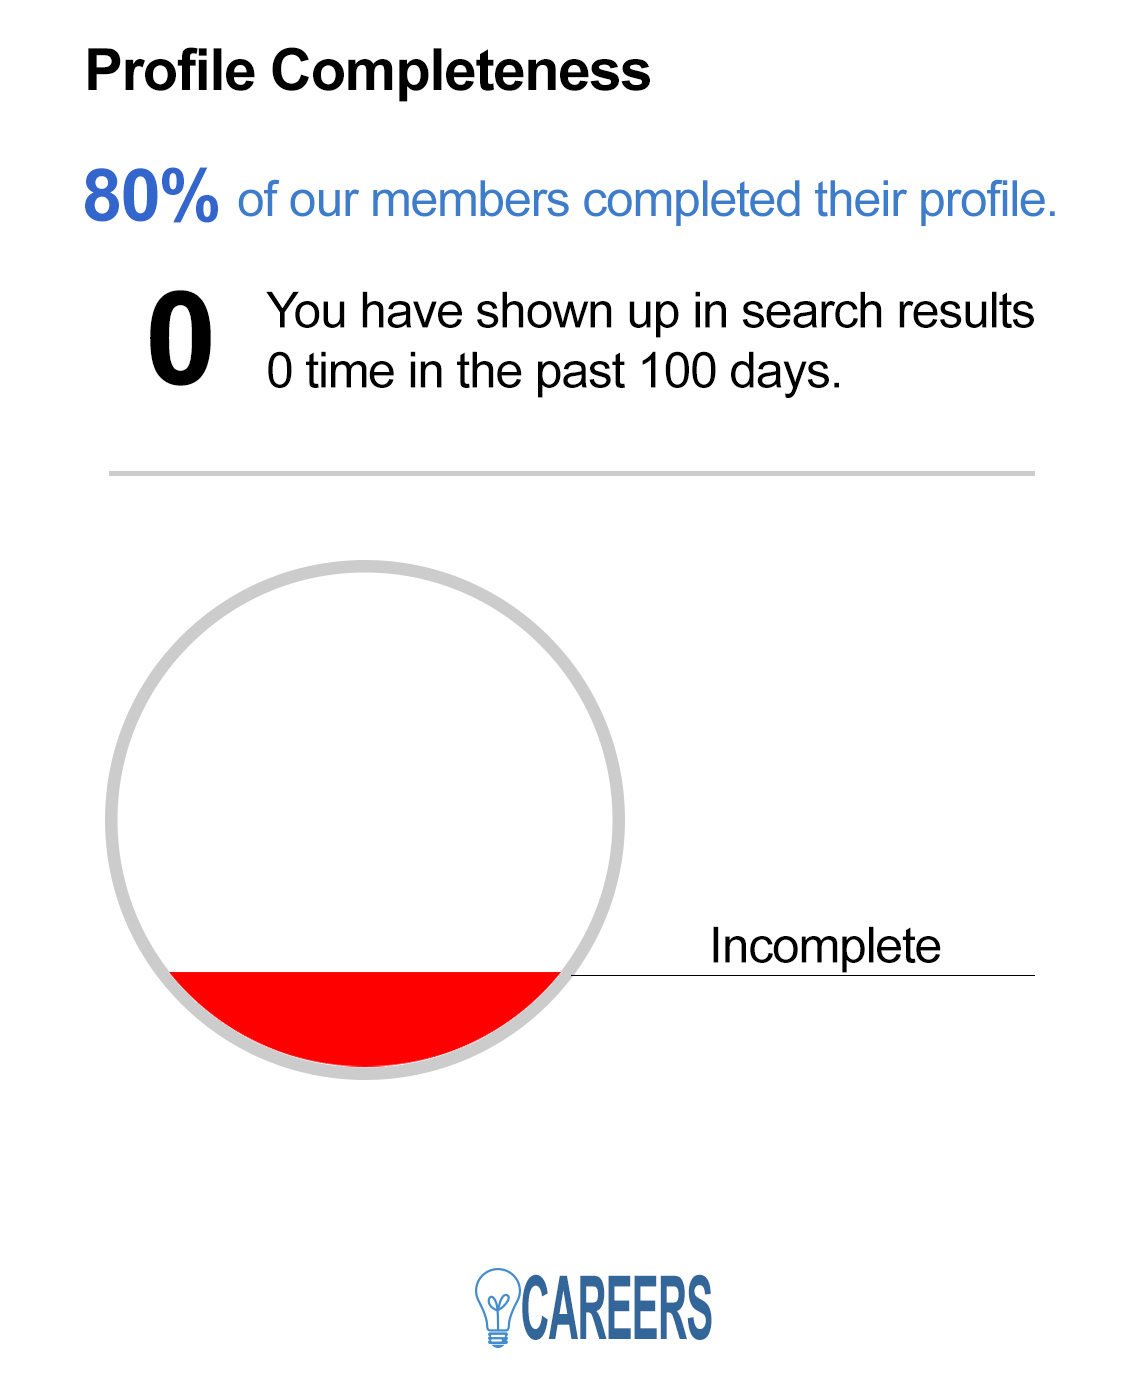 Profile Completeness
80% of our members completed their profile.
0
You have shown up in search results
0 time in the past 100 days.
Incomplete
CAREERS